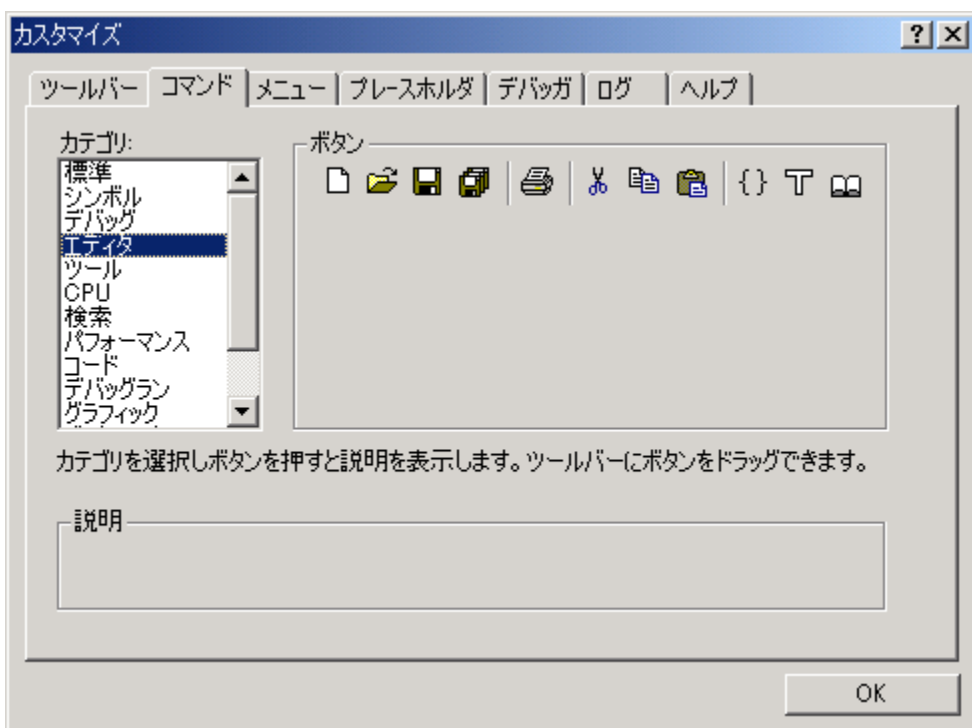 カスタマイズ
ツールバー コマンド メニュー プレースホルダ デバッガ ログ ヘルプ
カテゴリ:
標準
シンボル
デバッグ
エディタ
ツール
CPU
検索
パフォーマンス
コード
デバッグラン
グラフィック
ボタン
カテゴリを選択しボタンを押すと説明を表示します。ツールバーにボタンをドラッグできます。
説明
OK